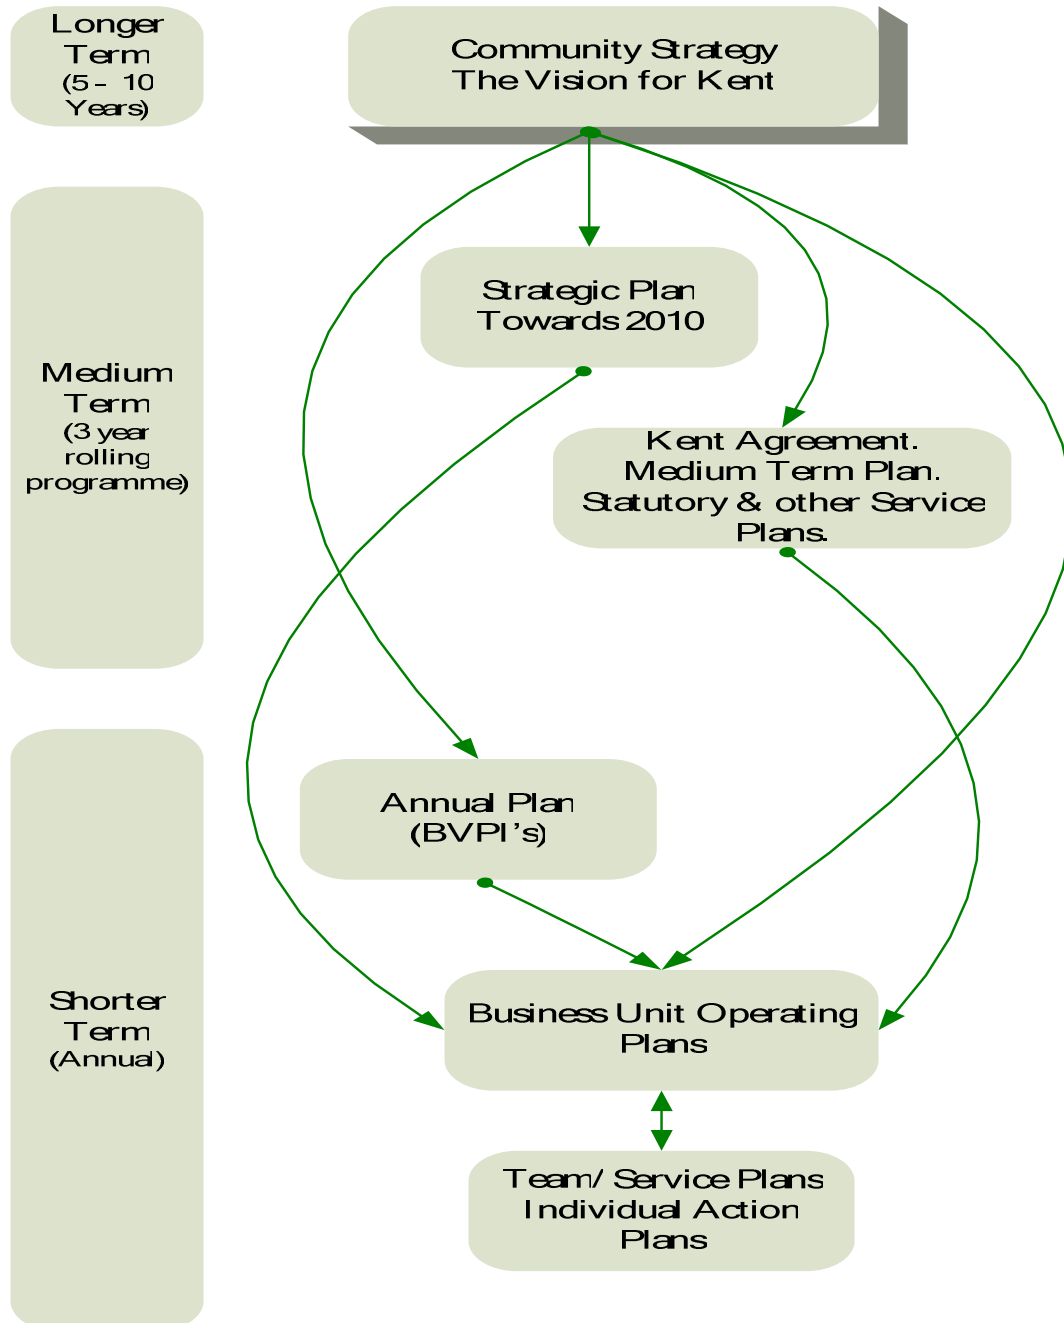 Longer
Term
(5 – 10
Years)
Community Strategy
The Vision for Kent
Strategic Plan
Towards 2010
Medium
Term
(3 year
rolling
programme)
Kent Agreement.
Medium Term Plan.
Statutory & other Service
Plans.
Annual Plan
(BVPI's)
Shorter
Term
(Annual)
Business Unit Operating
Plans
Team/ Service Plans
Individual Action
Plans